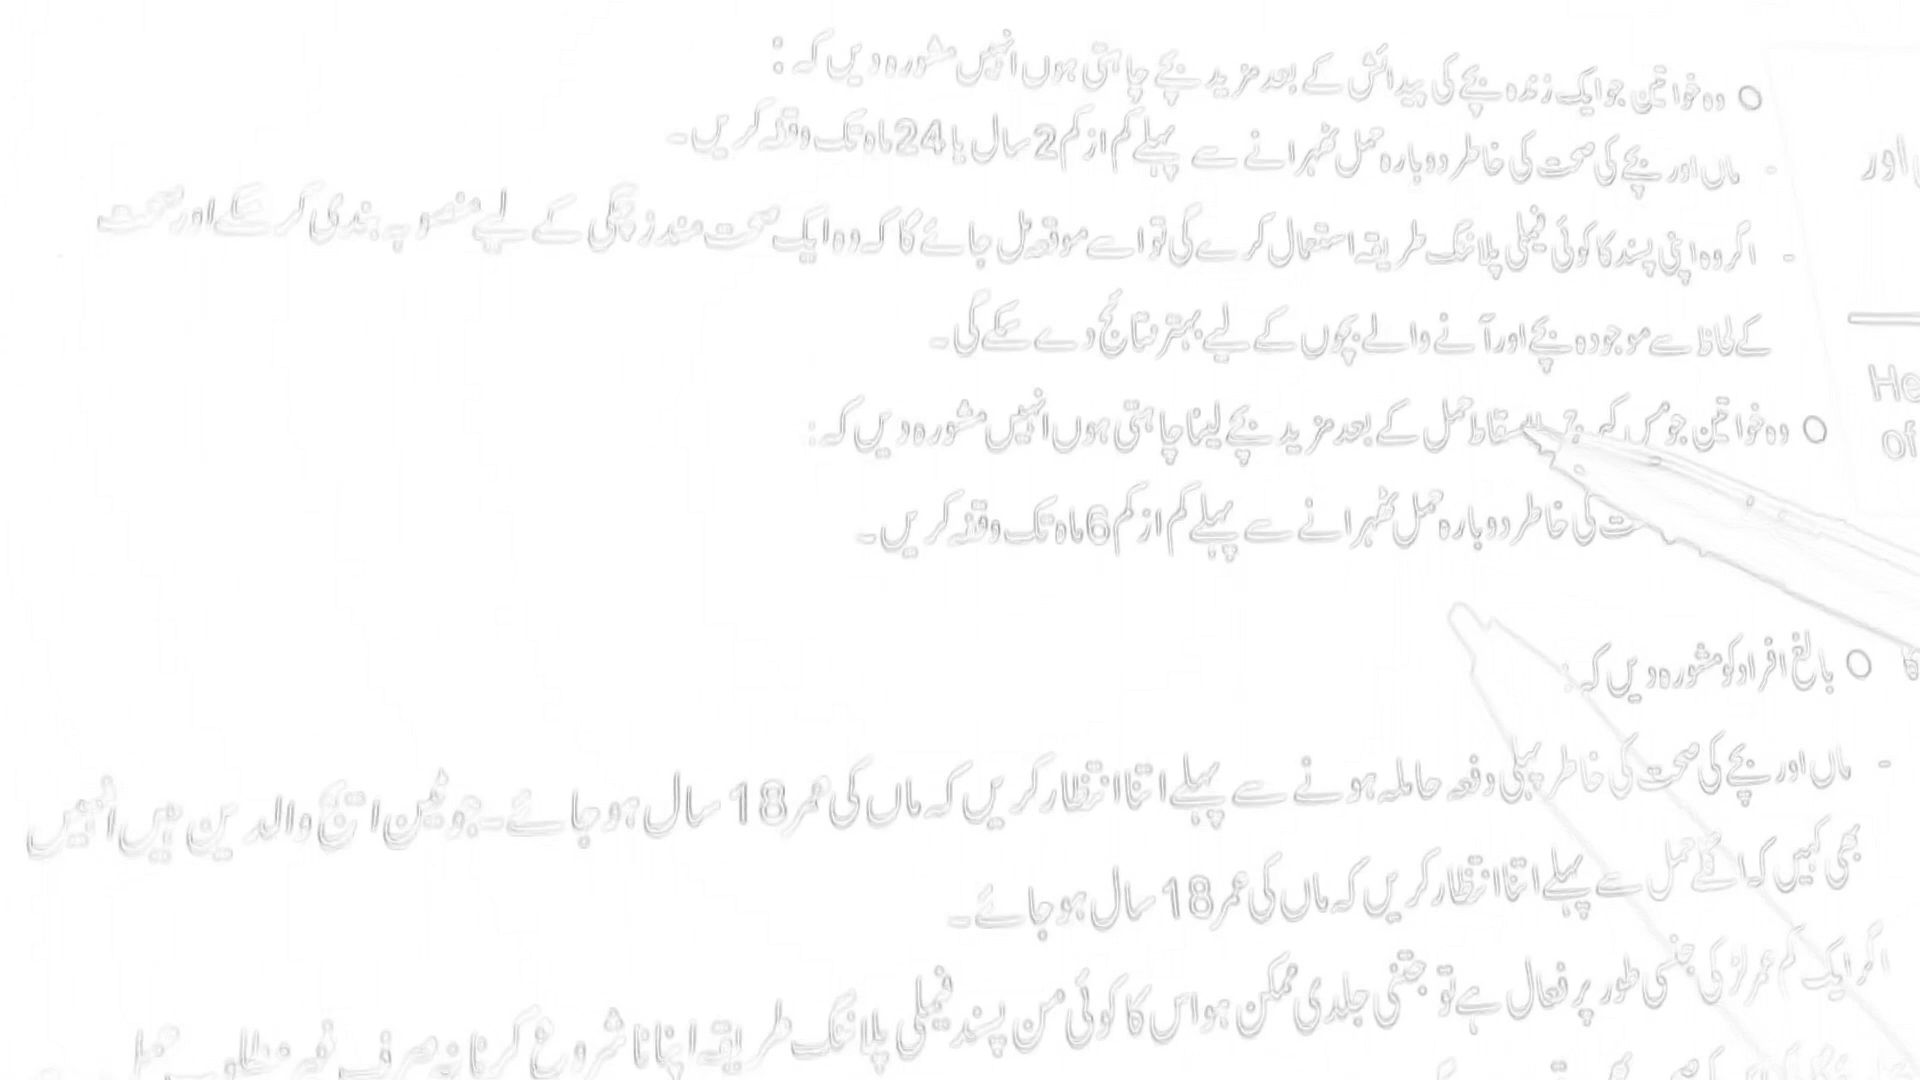 وہ خواتین جو ایک زندہ بچے کی پیدائش کے بعد مزید بچے چاہتی ہوں انہیں مشورہ دیں کہ :
- ماں اور بچے کی صحت کی خاطر دوبارہ حمل ٹھہرانے سے پہلے کم از کم 2 سال یا 24 ماہ تک وقفہ کریں۔
اور
- اگر وہ اپنی پسند کا کوئی فیملی پلاننگ طریقہ استعمال کرے گی تو اسے موقعہ مل جائے گا کہ وہ ایک صحت مند زچگی کے لیے منصوبہ بندی کر سکے اور صحت
کے لحاظ سے موجودہ بچے اور آنے والے بچوں کے لیے بہتر نتائج دے سکے گی۔
He
of
وہ خواتین جو مس کیرج یا اسقاط حمل کے بعد مزید بچے لینا چاہتی ہوں انہیں مشورہ دیں کہ:
کی خاطر دوبارہ حمل ٹھہرانے سے پہلے کم از کم 6 ماہ تک وقفہ کریں۔
بالغ افراد کو مشورہ دیں کہ :
- ماں اور بچے کی صحت کی خاطر پہلی دفعہ حاملہ ہونے سے پہلے اتنا انتظار کریں کہ ماں کی عمر 18 سال ہو جائے۔ جو ٹین ایج والدین ہیں انہیں
بھی کہیں کہ اگلے حمل سے پہلے اتنا انتظار کریں کہ ماں کی عمر 18 سال ہو جائے۔
اگر ایک کم عمر لڑکی جنسی طور پر فعال ہے تو جتنی جلدی ممکن ہو اس کا کوئی من پسند فیملی پلاننگ طریقہ اپنانا شروع کرنا نہ صرف غیر مطلوبہ